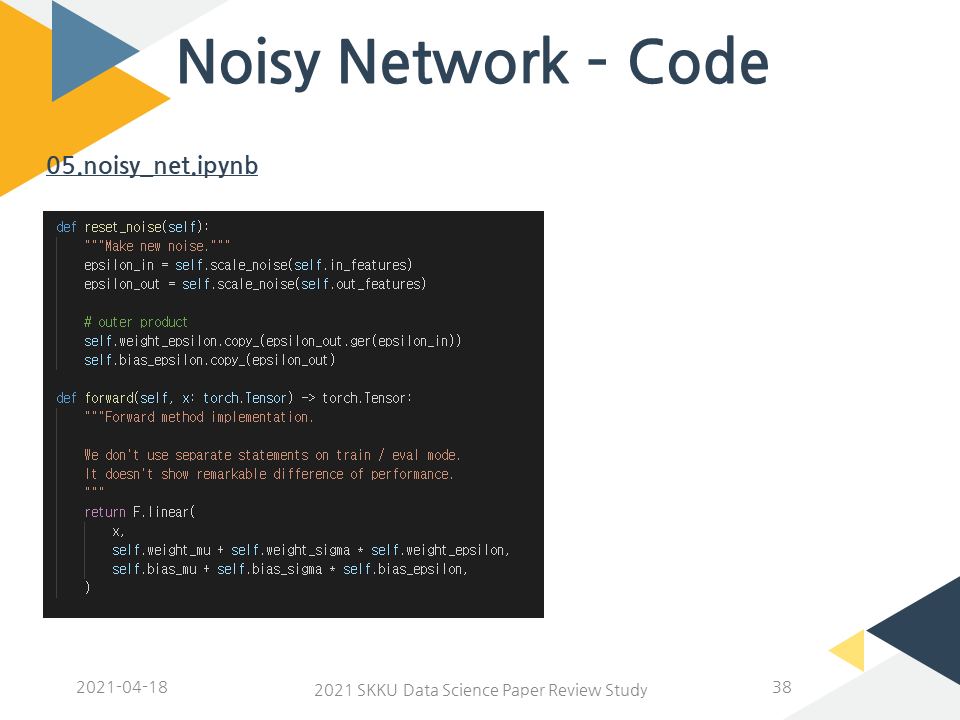 Noisy Network - Code
05.noisy_net.ipynb
def reset_noise(self):
"""Make new noise."""
epsilon_in = self.scale_noise(self.in_features)
epsilon_out = self.scale_noise(self.out_features)
# outer product
self.weight_epsilon.copy_(epsilon_out.ger(epsilon_in))
self.bias_epsilon.copy_(epsilon_out)
def forward(self, x: torch.Tensor) -> torch.Tensor:
"""Forward method implementation.
We don't use separate statements on train / eval mode.
It doesn't show remarkable difference of performance.
"""
return F.linear(
x,
self.weight_mu + self.weight_sigma * self.weight_epsilon,
self.bias_mu + self.bias_sigma * self.bias_epsilon,
)
2021-04-18
2021 SKKU Data Science Paper Review Study
38